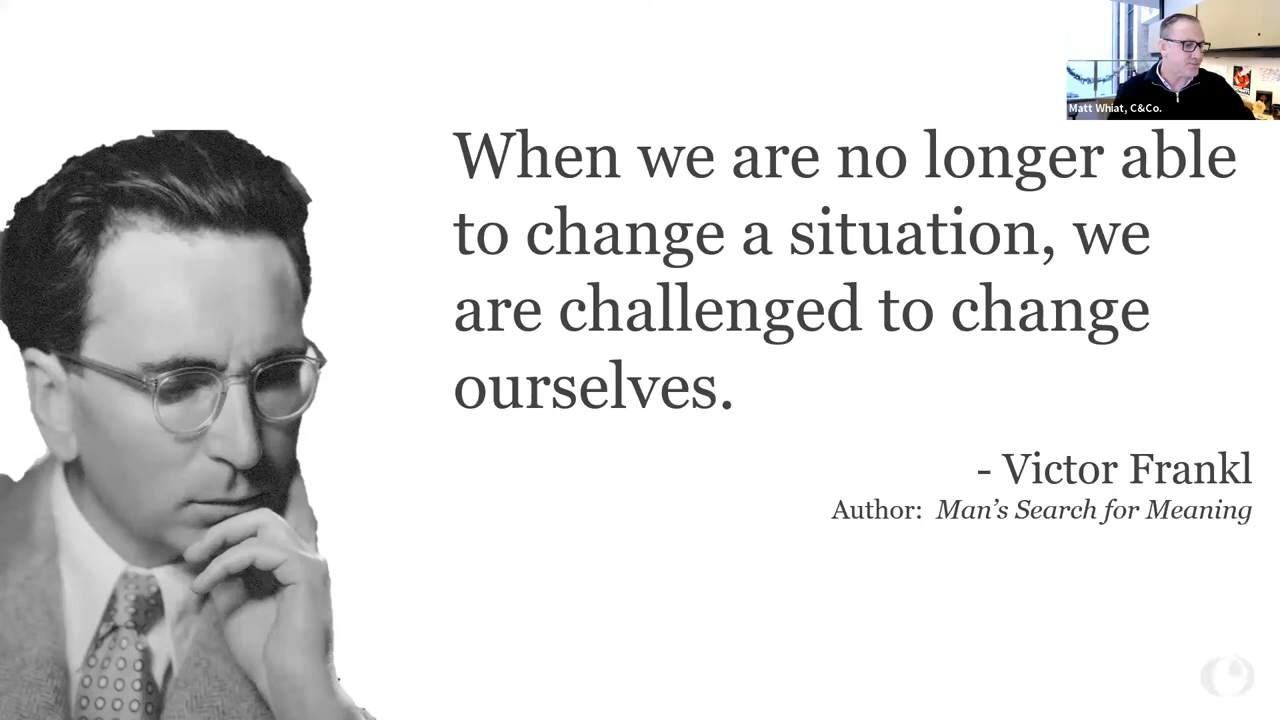 Matt Whiat, C&Co.
When we are no longer able
to change a situation, we
are challenged to change
ourselves.
- Victor Frankl
Author:  Man’s Search for Meaning